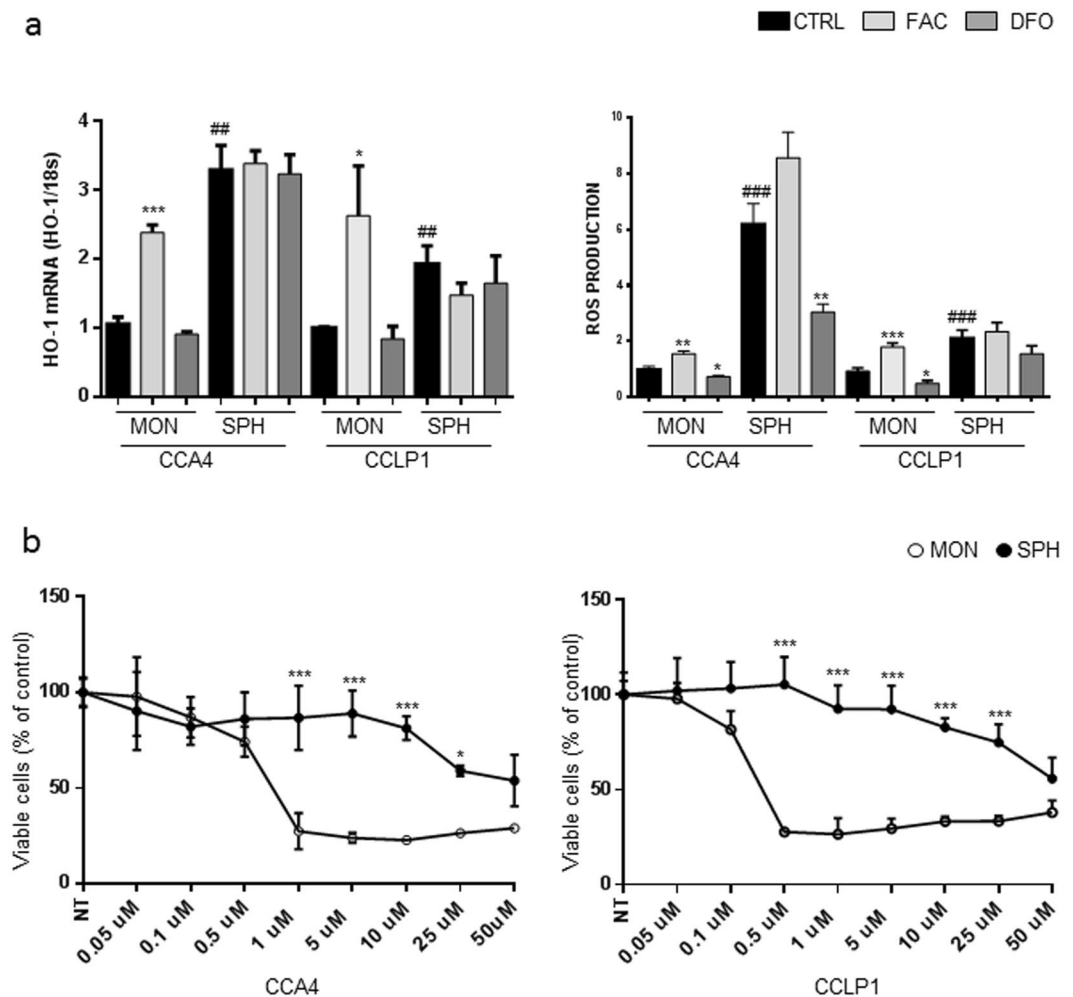 a
CTRL FAC DFO
HO-1 mRNA (HO-1/18s)
4
3
2
1
0
***
##
*
##
MON SPH MON SPH
CCA4 CCLP1
ROS PRODUCTION
10
8
6
4
2
0
**
*
###
**
***
*
###
MON SPH MON SPH
CCA4 CCLP1
b
MON SPH
Viable cells (% of control)
150
100
50
0
*** *** *** *
NT 0.05 uM 0.1 uM 0.5 uM 1 uM 5 uM 10 uM 25 uM 50uM
CCA4
Viable cells (% of control)
150
100
50
0
*** *** *** *** ***
NT 0.05 uM 0.1 uM 0.5 uM 1 uM 5 uM 10 uM 25 uM 50 uM
CCLP1